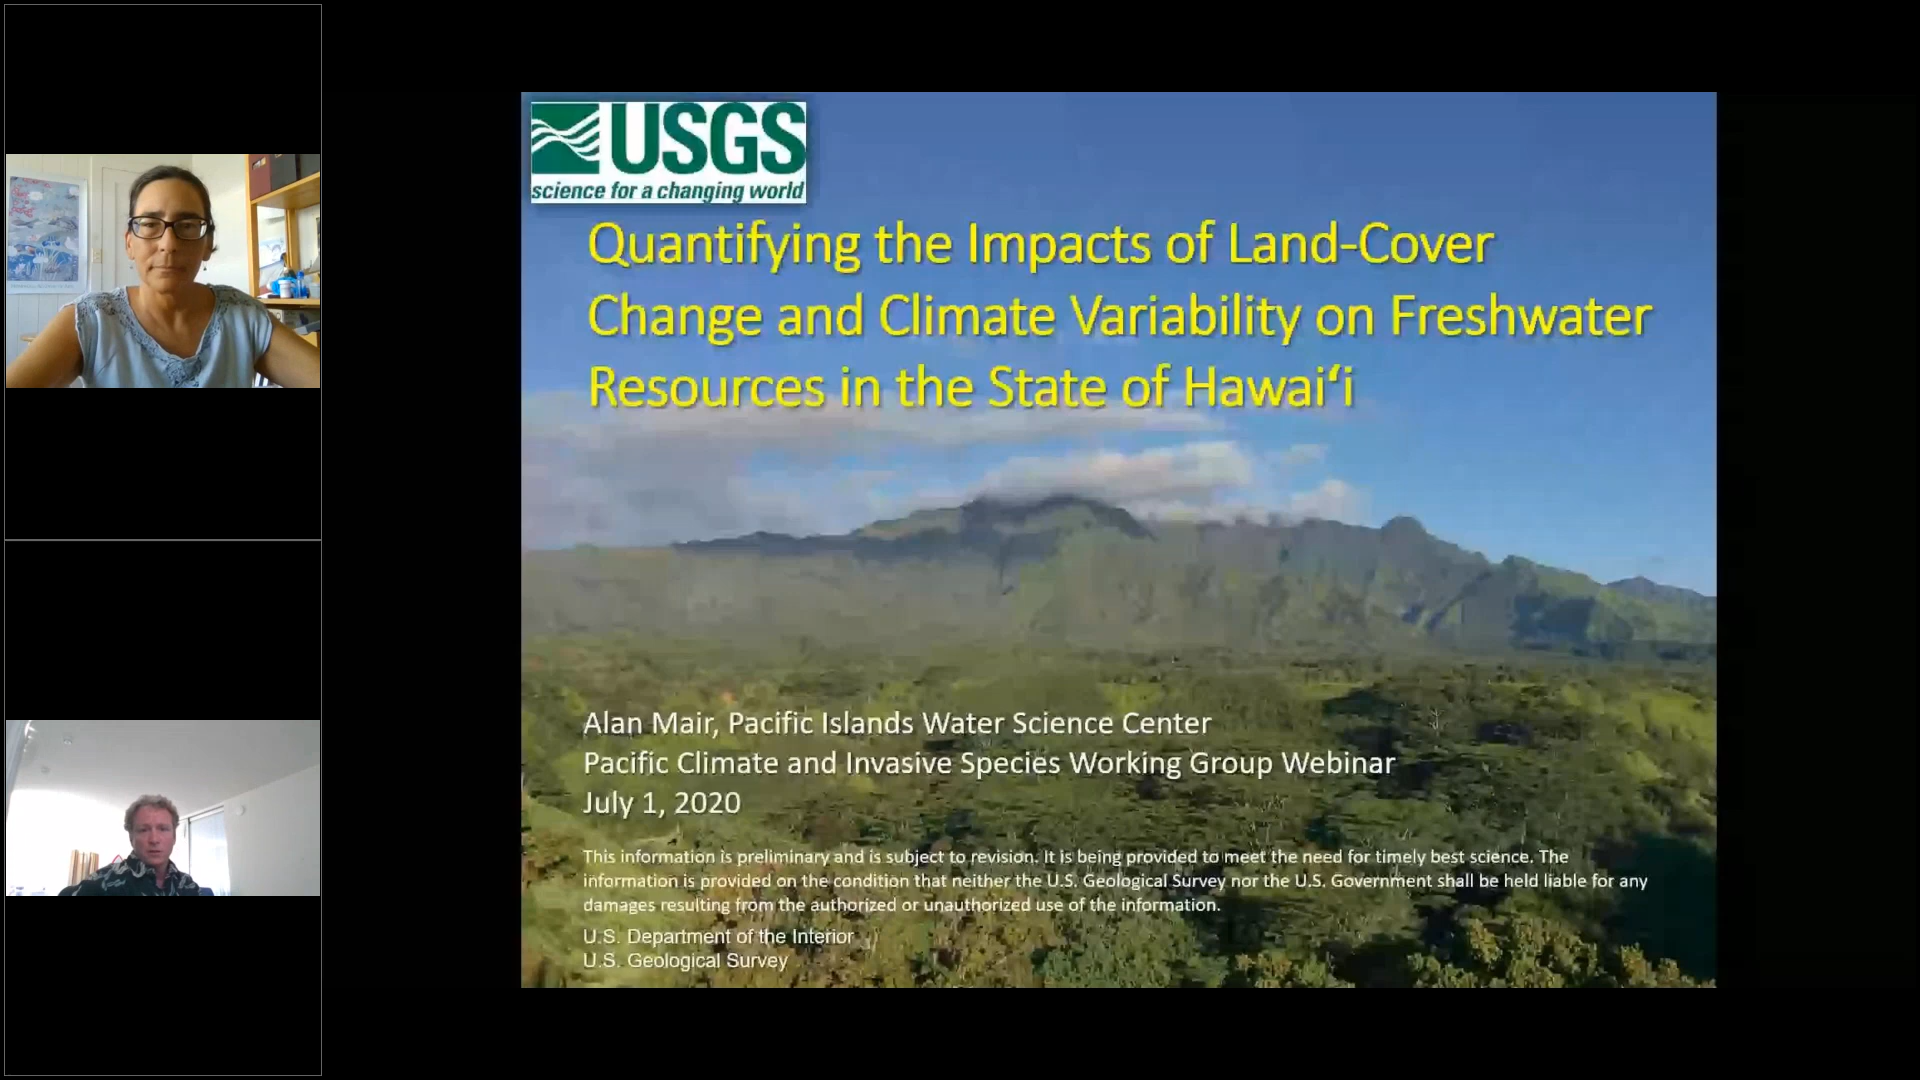 USGS
science for a changing world
Quantifying the Impacts of Land-Cover
Change and Climate Variability on Freshwater
Resources in the State of Hawaiʻi
Alan Mair, Pacific Islands Water Science Center
Pacific Climate and Invasive Species Working Group Webinar
July 1, 2020
This information is preliminary and is subject to revision. It is being provided to meet the need for timely best science. The
information is provided on the condition that neither the U.S. Geological Survey nor the U.S. Government shall be held liable for any
damages resulting from the authorized or unauthorized use of the information.
U.S. Department of the Interior
U.S. Geological Survey